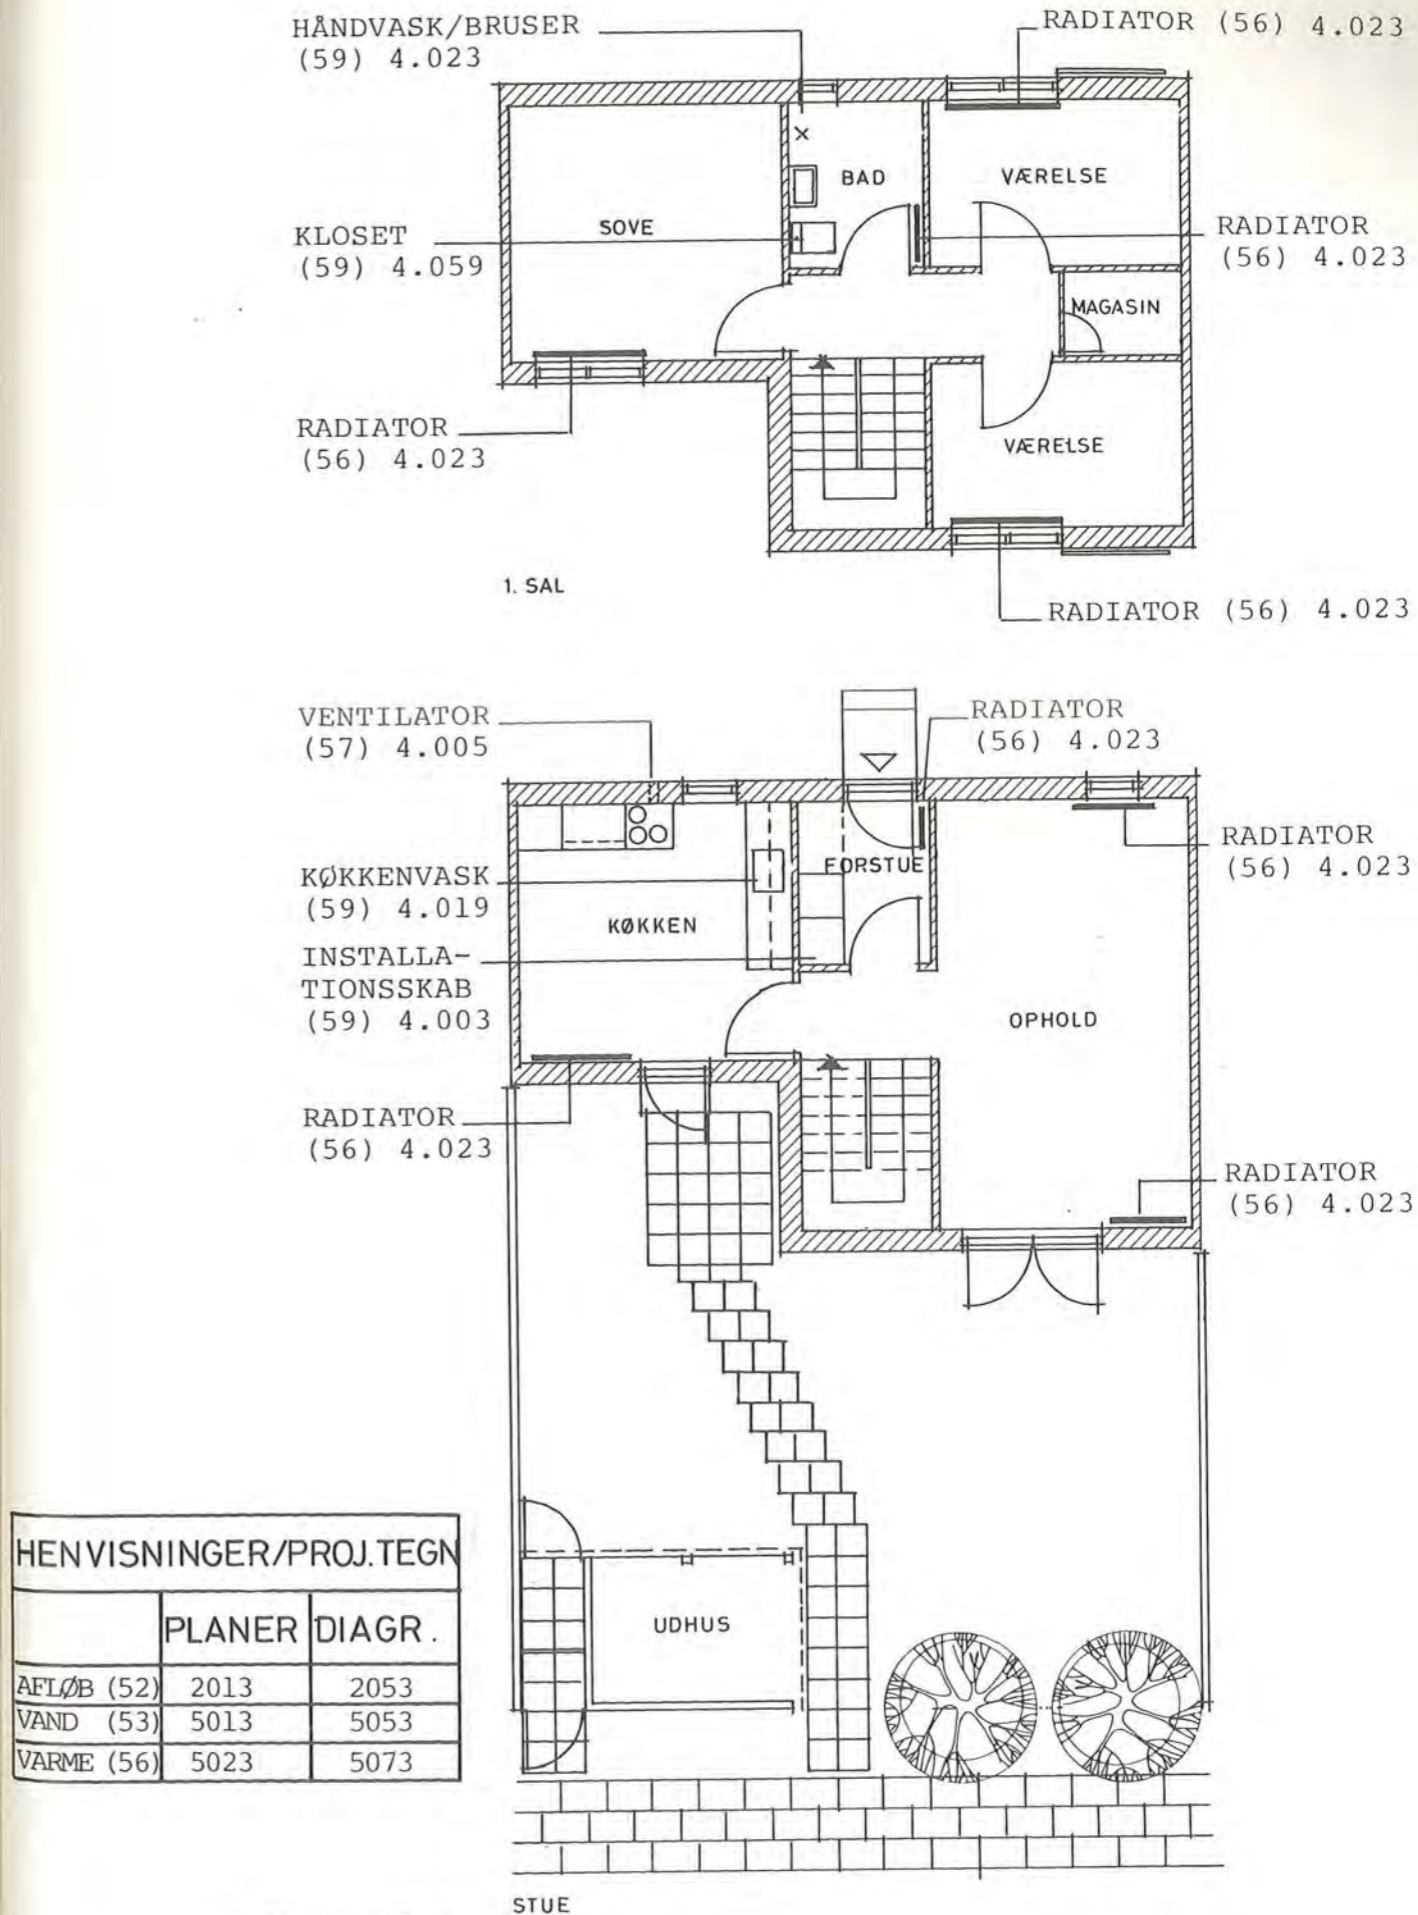 HÅNDVASK/BRUSER
(59) 4.023
RADIATOR (56) 4.023
BAD
VÆRELSE
SOVE
KLOSET
(59) 4.059
RADIATOR
(56) 4.023
MAGASIN
RADIATOR
(56) 4.023
VÆRELSE
1. SAL
RADIATOR (56) 4.023
VENTILATOR
(57) 4.005
RADIATOR
(56) 4.023
RADIATOR
(56) 4.023
KØKKENVASK
(59) 4.019
FORSTUE
KØKKEN
INSTALLA-
TIONSSKAB
(59) 4.003
OPHOLD
RADIATOR
(56) 4.023
RADIATOR
(56) 4.023
HENVISNINGER/PROJ.TEGN
PLANER DIAGR.
AFLØB (52) 2013 2053
VAND (53) 5013 5053
VARME (56) 5023 5073
UDHUS
STUE